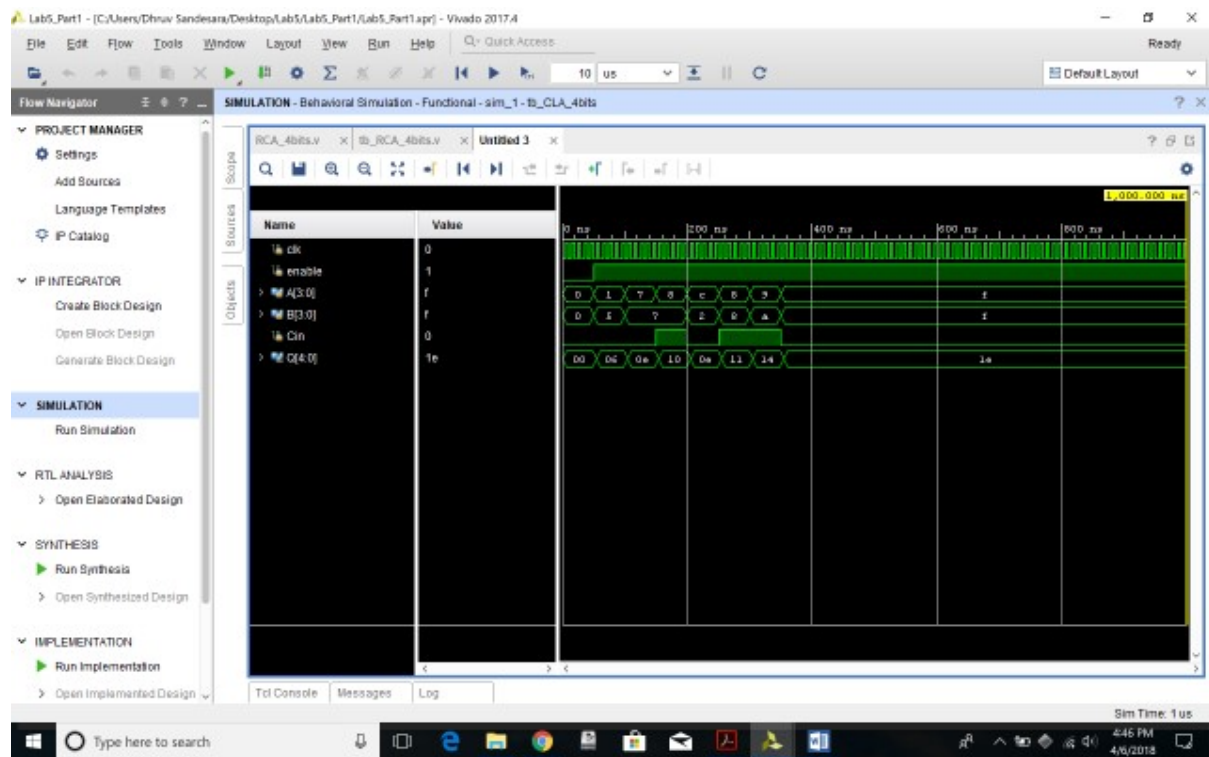 Lab5_Part1 - [C:/Users/Dhruv Sandesara/Desktop/Lab5/Lab5_Part1/Lab5_Part1.xpr] - Vivado 2017.4
File Edit Flow Tools Window Layout View Run Help Quick Access Ready
10 us Default Layout
Flow Navigator SIMULATION - Behavioral Simulation - Functional - sim_1 - tb_CLA_4bits
PROJECT MANAGER
Settings
Add Sources
Language Templates
IP Catalog
IP INTEGRATOR
Create Block Design
Open Block Design
Generate Block Design
SIMULATION
Run Simulation
RTL ANALYSIS
Open Elaborated Design
SYNTHESIS
Run Synthesis
Open Synthesized Design
IMPLEMENTATION
Run Implementation
Open Implemented Design
Scope
Sources
Objects
RCA_4bits.v tb_RCA_4bits.v Untitled 3
1,000.000 ns
Name Value 0 ns 200 ns 400 ns 600 ns 800 ns
clk 0
enable 1
A[3:0] f 0 1 7 8 c 8 9 f
B[3:0] f 0 5 7 2 8 a f
Cin 0
Q[4:0] 1e 00 06 0e 10 0e 11 14 1e
Tcl Console Messages Log
Sim Time: 1 us
Type here to search
4:46 PM
4/6/2018